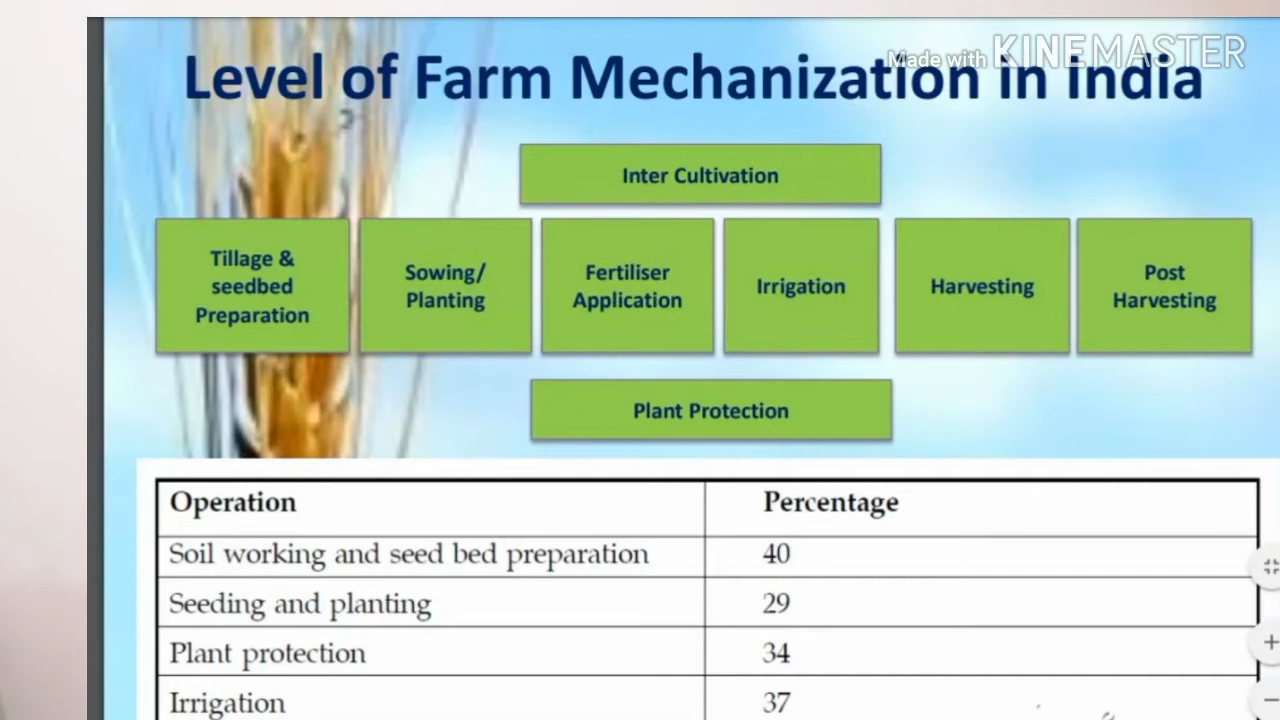 Made with KINEMASTER
Level of Farm Mechanization in India
Inter Cultivation
Tillage &
seedbed
Preparation
Sowing/
Planting
Fertiliser
Application
Irrigation
Harvesting
Post
Harvesting
Plant Protection
Operation Percentage
Soil working and seed bed preparation 40
Seeding and planting 29
Plant protection 34
Irrigation 37